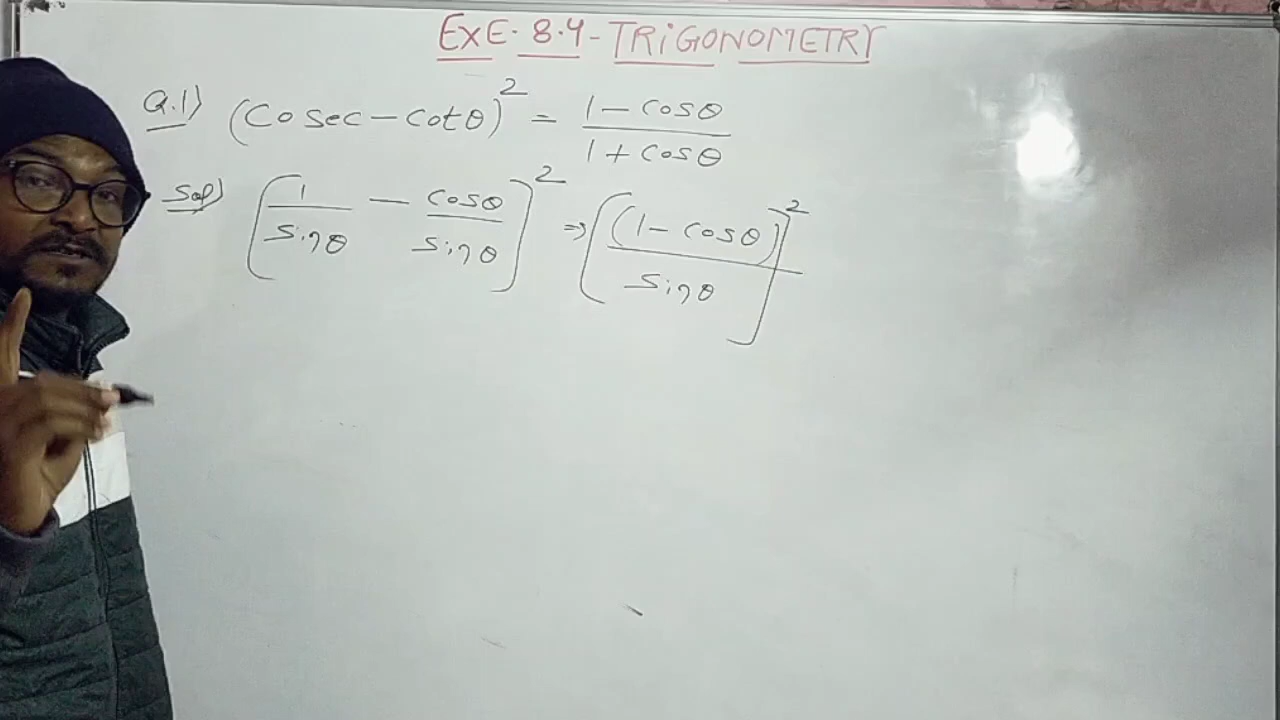 EXE. 8.4 - TRIGONOMETRY
Q.1) (Cosec - cotθ)² = 1 - cosθ / 1 + cosθ
Sol) [1 / sinθ - cosθ / sinθ]² ⇒ [(1 - cosθ) / sinθ]²